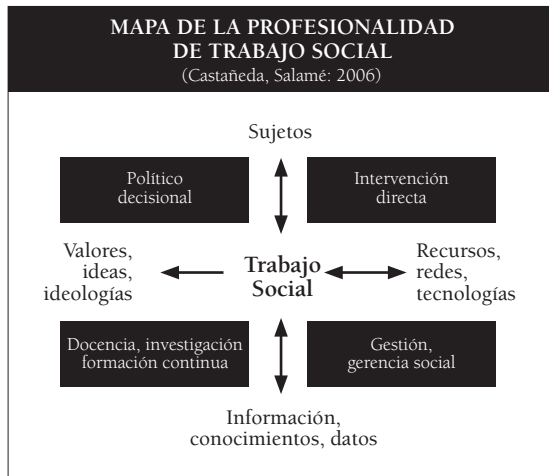 MAPA DE LA PROFESIONALIDAD
DE TRABAJO SOCIAL
(Castañeda, Salamé: 2006)
Sujetos
Político
decisional
Intervención
directa
Valores,
ideas,
ideologías
Trabajo
Social
Recursos,
redes,
tecnologías
Docencia, investigación
formación continua
Gestión,
gerencia social
Información,
conocimientos, datos